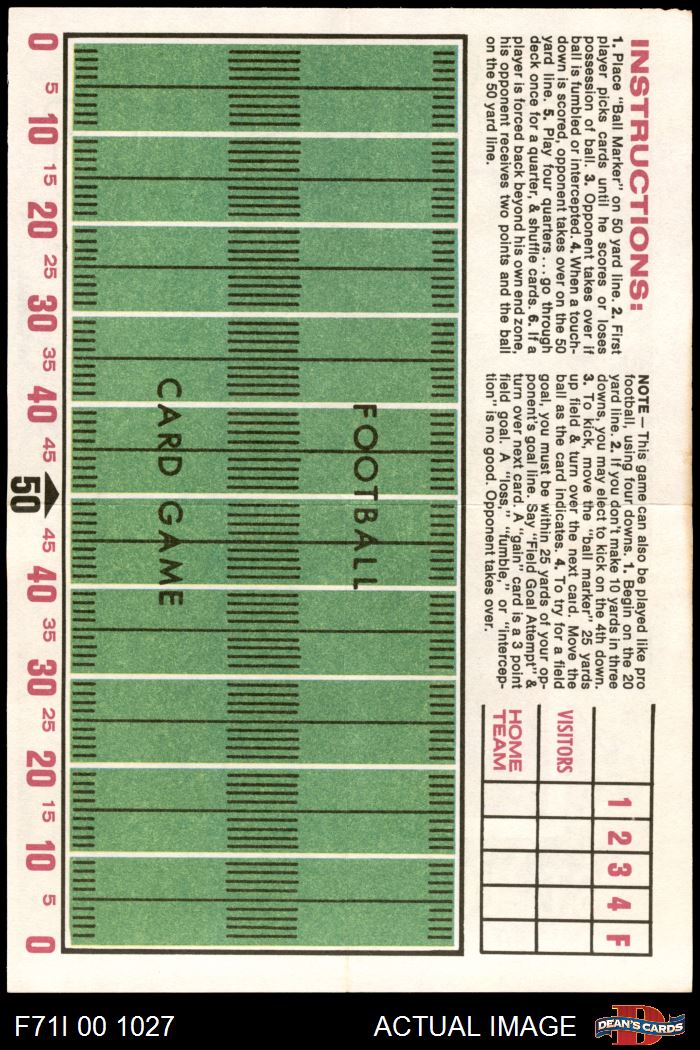 INSTRUCTIONS:
1. Place "Ball Marker" on 50 yard line. 2. First
player picks cards until he scores or loses
possession of ball. 3. Opponent takes over if
ball is fumbled or intercepted. 4. When a touch-
down is scored, opponent takes over on the 50
yard line. 5. Play four quarters... go through
deck once for a quarter, & shuffle cards. 6. If a
player is forced back beyond his own end zone,
his opponent receives two points and the ball
on the 50 yard line.
NOTE — This game can also be played like pro
football, using four downs. 1. Begin on the 20
yard line. 2. If you don't make 10 yards in three
downs, you may elect to kick on the 4th down.
3. To kick, move the "ball marker" 25 yards
up field & turn over the next card. Move the
ball as the card indicates. 4. To try for a field
goal, you must be within 25 yards of your op-
ponent's goal line. Say "Field Goal Attempt" &
turn over next card. A "gain" card is a 3 point
field goal. A "loss," "fumble," or "intercep-
tion" is no good. Opponent takes over.
1 2 3 4 F
VISITORS
HOME
TEAM
FOOTBALL
CARD GAME
0 5 10 15 20 25 30 35 40 45 50 45 40 35 30 25 20 15 10 5 0
F71I 00 1027
ACTUAL IMAGE
D
DEAN'S CARDS